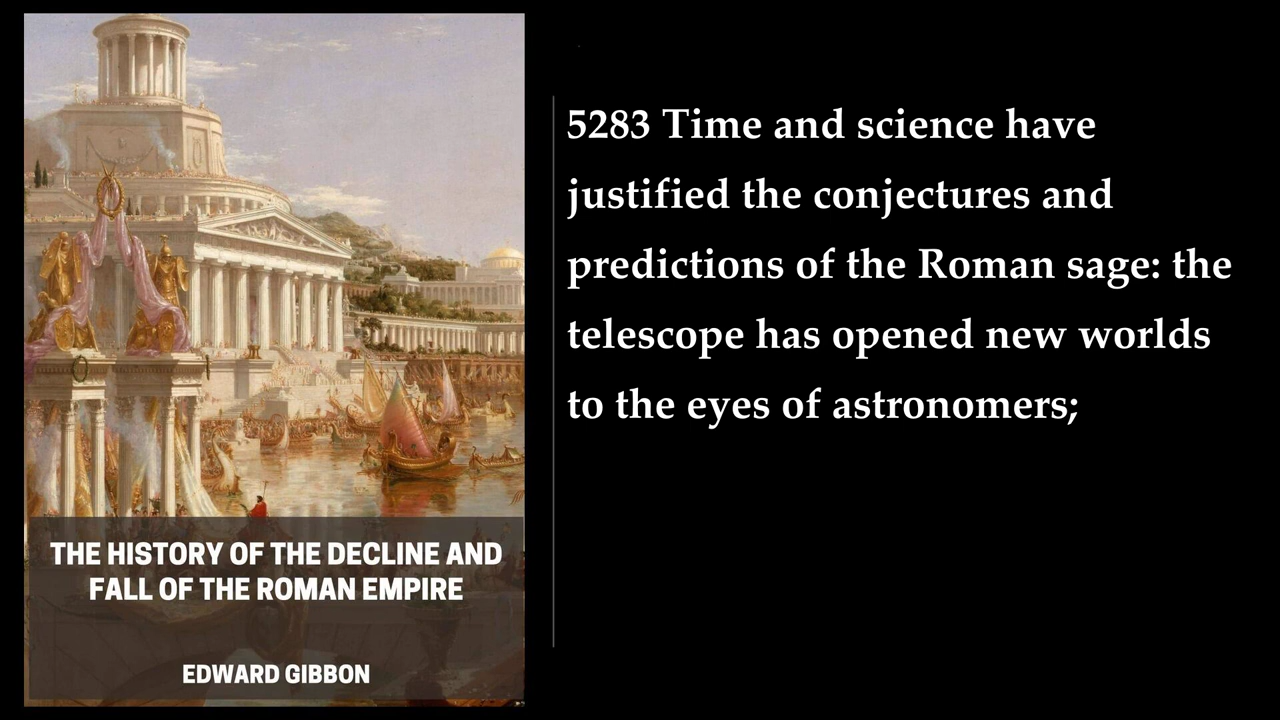 THE HISTORY OF THE DECLINE AND
FALL OF THE ROMAN EMPIRE
EDWARD GIBBON
5283 Time and science have
justified the conjectures and
predictions of the Roman sage: the
telescope has opened new worlds
to the eyes of astronomers;